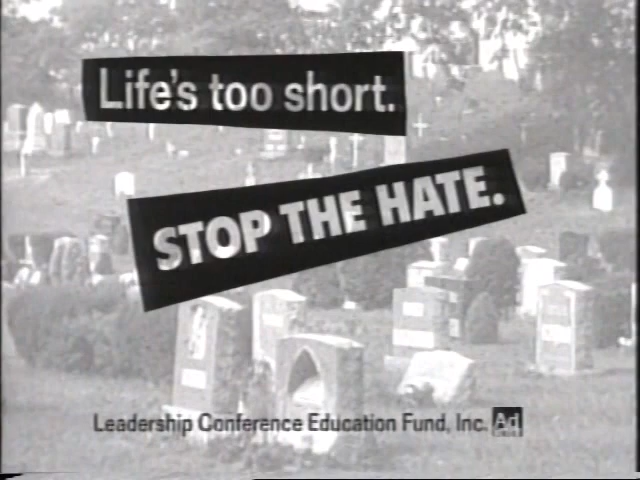 Life's too short.
STOP THE HATE.
Leadership Conference Education Fund, Inc. Ad